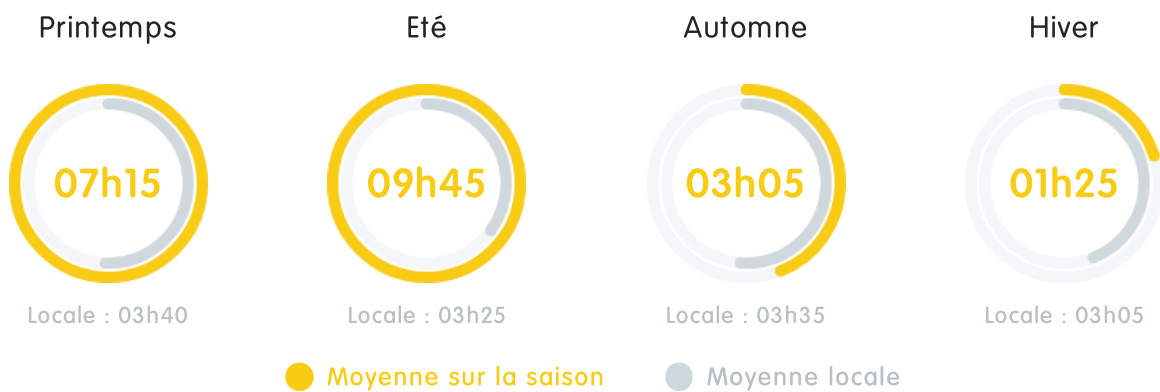 Printemps
Eté
Automne
Hiver
07h15
09h45
03h05
01h25
Locale : 03h40
Locale : 03h25
Locale : 03h35
Locale : 03h05
Moyenne sur la saison
Moyenne locale